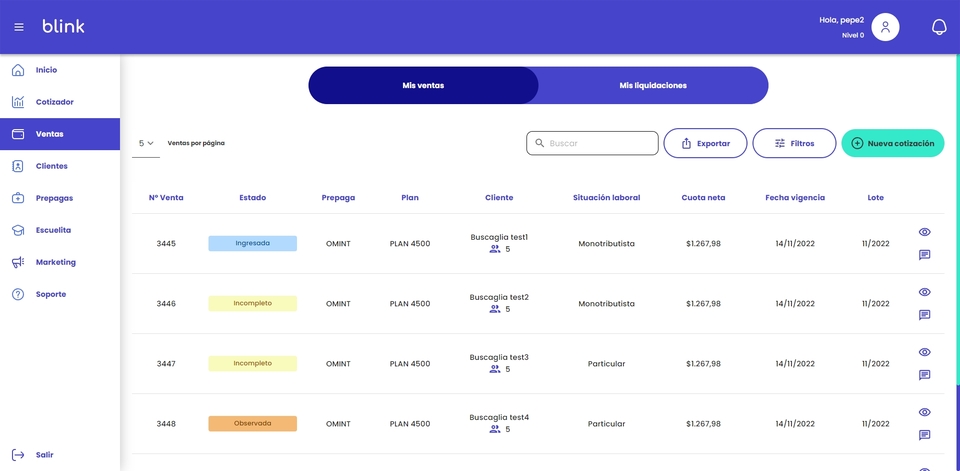 blink
Hola, pepe2
Nivel 0
Inicio
Cotizador
Ventas
Clientes
Prepagas
Escuelita
Marketing
Soporte
Salir
Mis ventas
Mis liquidaciones
5 Ventas por página
Buscar
Exportar
Filtros
Nueva cotización
N° Venta Estado Prepaga Plan Cliente Situación laboral Cuota neta Fecha vigencia Lote
3445 Ingresada OMINT PLAN 4500 Buscaglia test1 5 Monotributista $1.267,98 14/11/2022 11/2022
3446 Incompleto OMINT PLAN 4500 Buscaglia test2 5 Monotributista $1.267,98 14/11/2022 11/2022
3447 Incompleto OMINT PLAN 4500 Buscaglia test3 5 Particular $1.267,98 14/11/2022 11/2022
3448 Observada OMINT PLAN 4500 Buscaglia test4 5 Particular $1.267,98 14/11/2022 11/2022